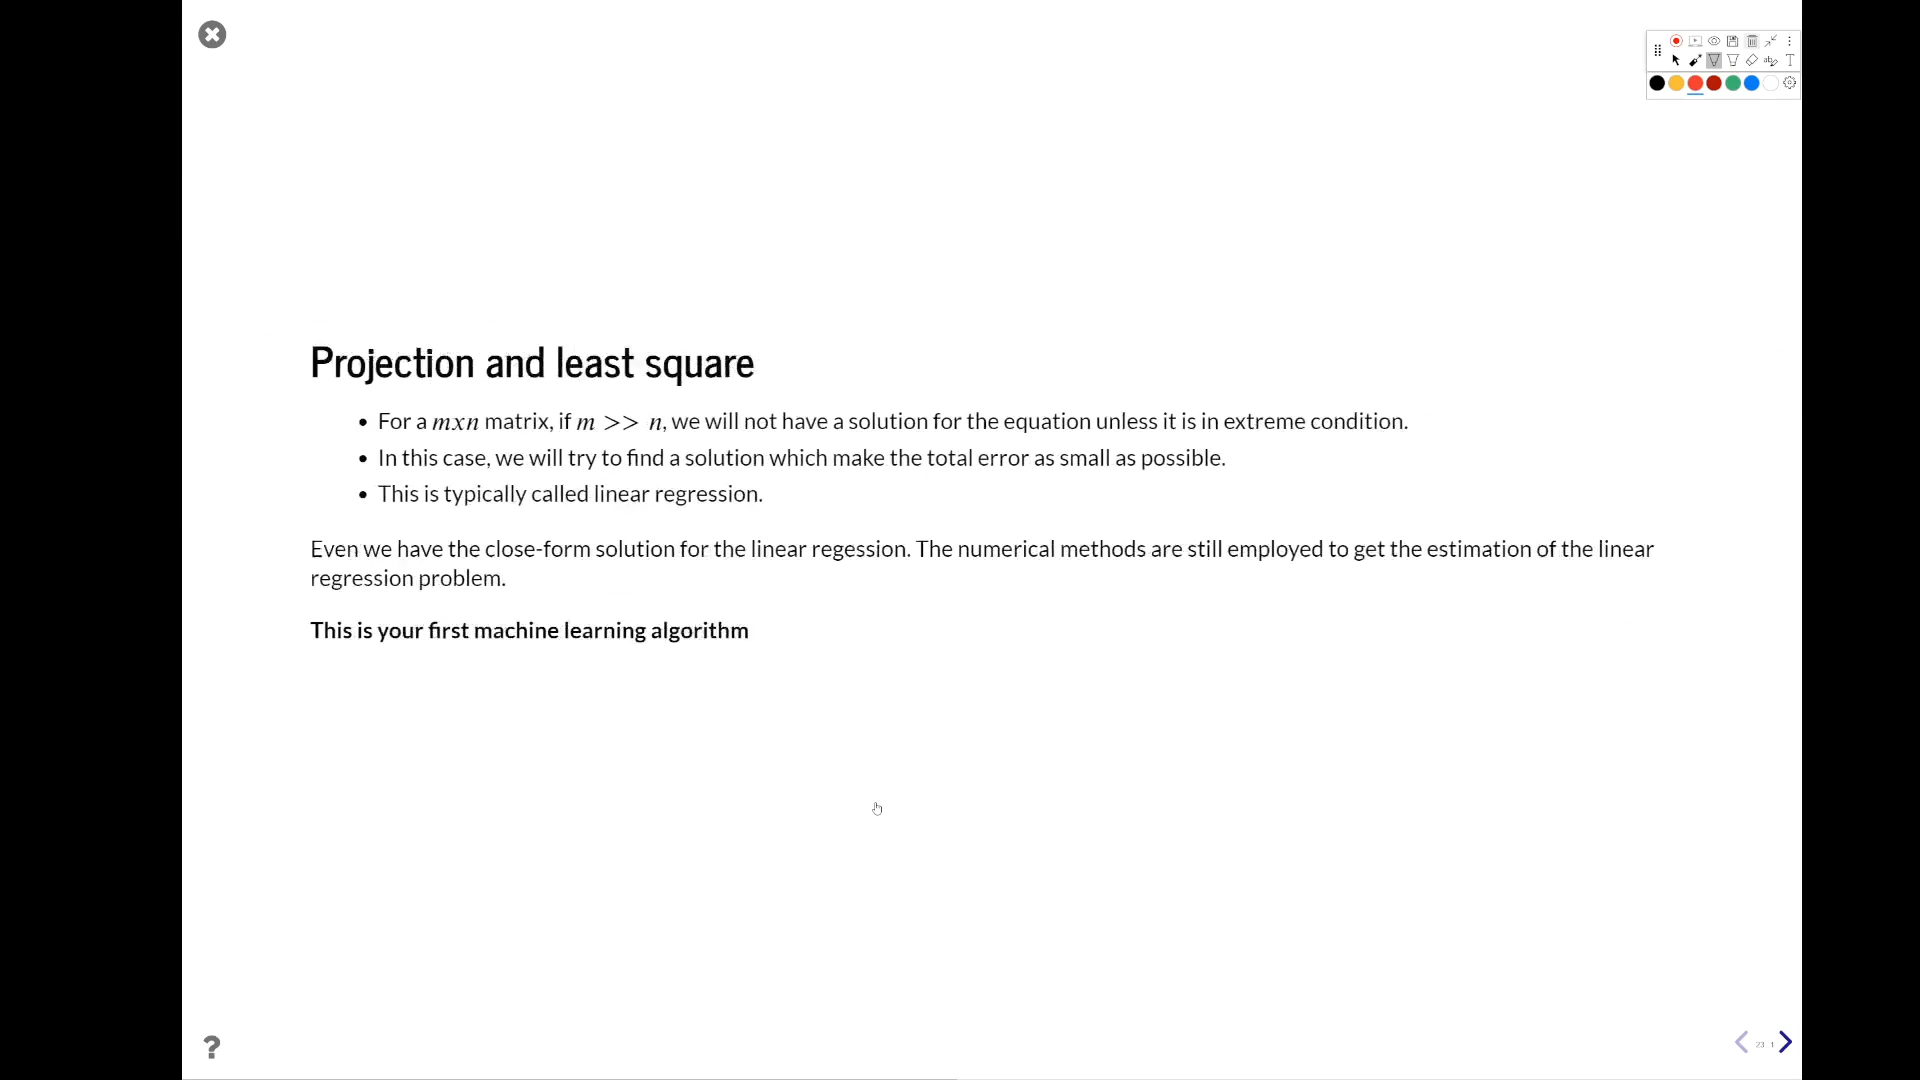 Projection and least square
• For a mxn matrix, if m >> n, we will not have a solution for the equation unless it is in extreme condition.
• In this case, we will try to find a solution which make the total error as small as possible.
• This is typically called linear regression.
Even we have the close-form solution for the linear regession. The numerical methods are still employed to get the estimation of the linear
regression problem.
This is your first machine learning algorithm
?
23 1